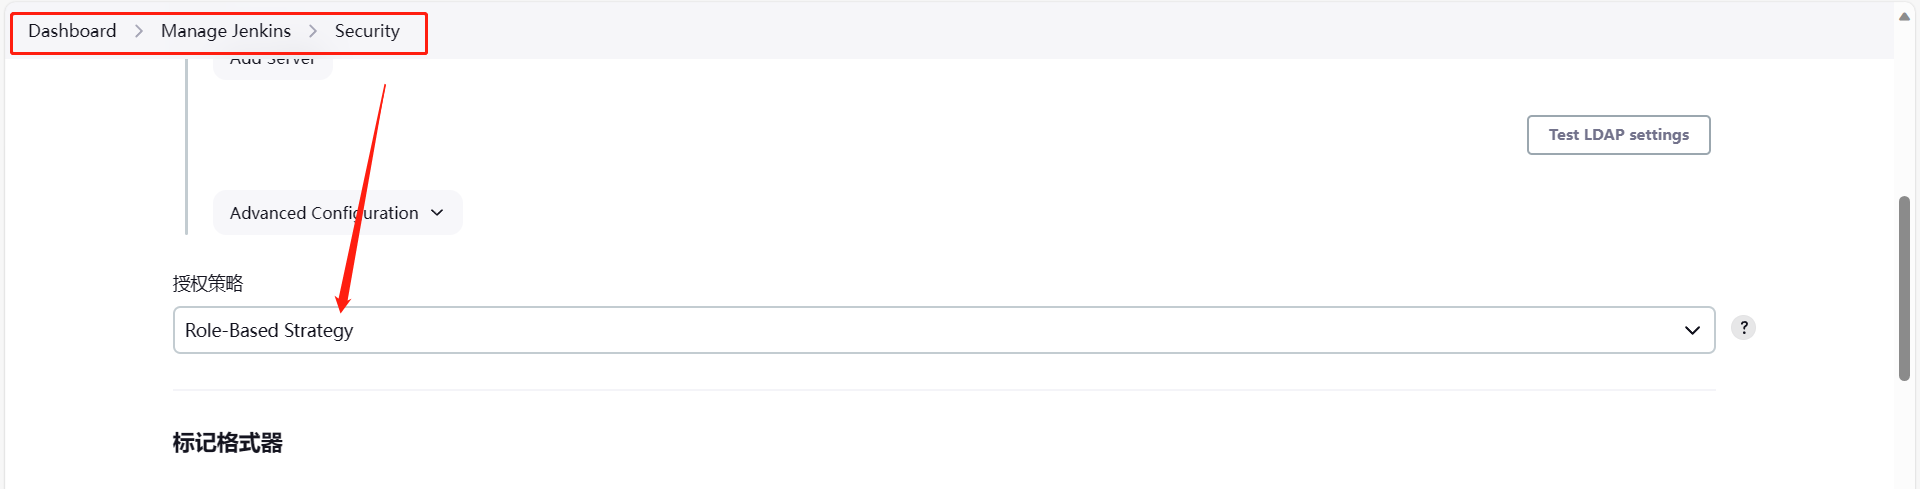 Dashboard > Manage Jenkins > Security
Add Server
Test LDAP settings
Advanced Configuration
授权策略
Role-Based Strategy
?
标记格式器